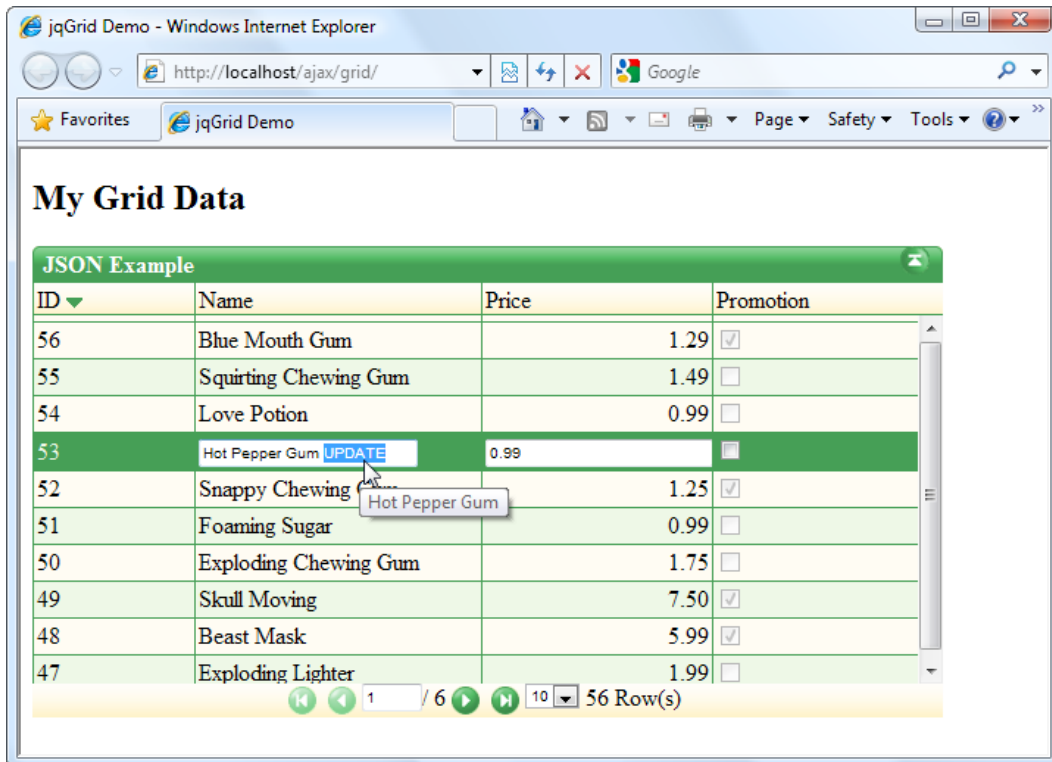 jqGrid Demo - Windows Internet Explorer
http://localhost/ajax/grid/ Google
Favorites jqGrid Demo Page Safety Tools
My Grid Data
JSON Example
ID Name Price Promotion
56 Blue Mouth Gum 1.29
55 Squirting Chewing Gum 1.49
54 Love Potion 0.99
53 Hot Pepper Gum UPDATE 0.99
52 Snappy Chewing 1.25
Hot Pepper Gum
51 Foaming Sugar 0.99
50 Exploding Chewing Gum 1.75
49 Skull Moving 7.50
48 Beast Mask 5.99
47 Exploding Lighter 1.99
1 / 6 10 56 Row(s)